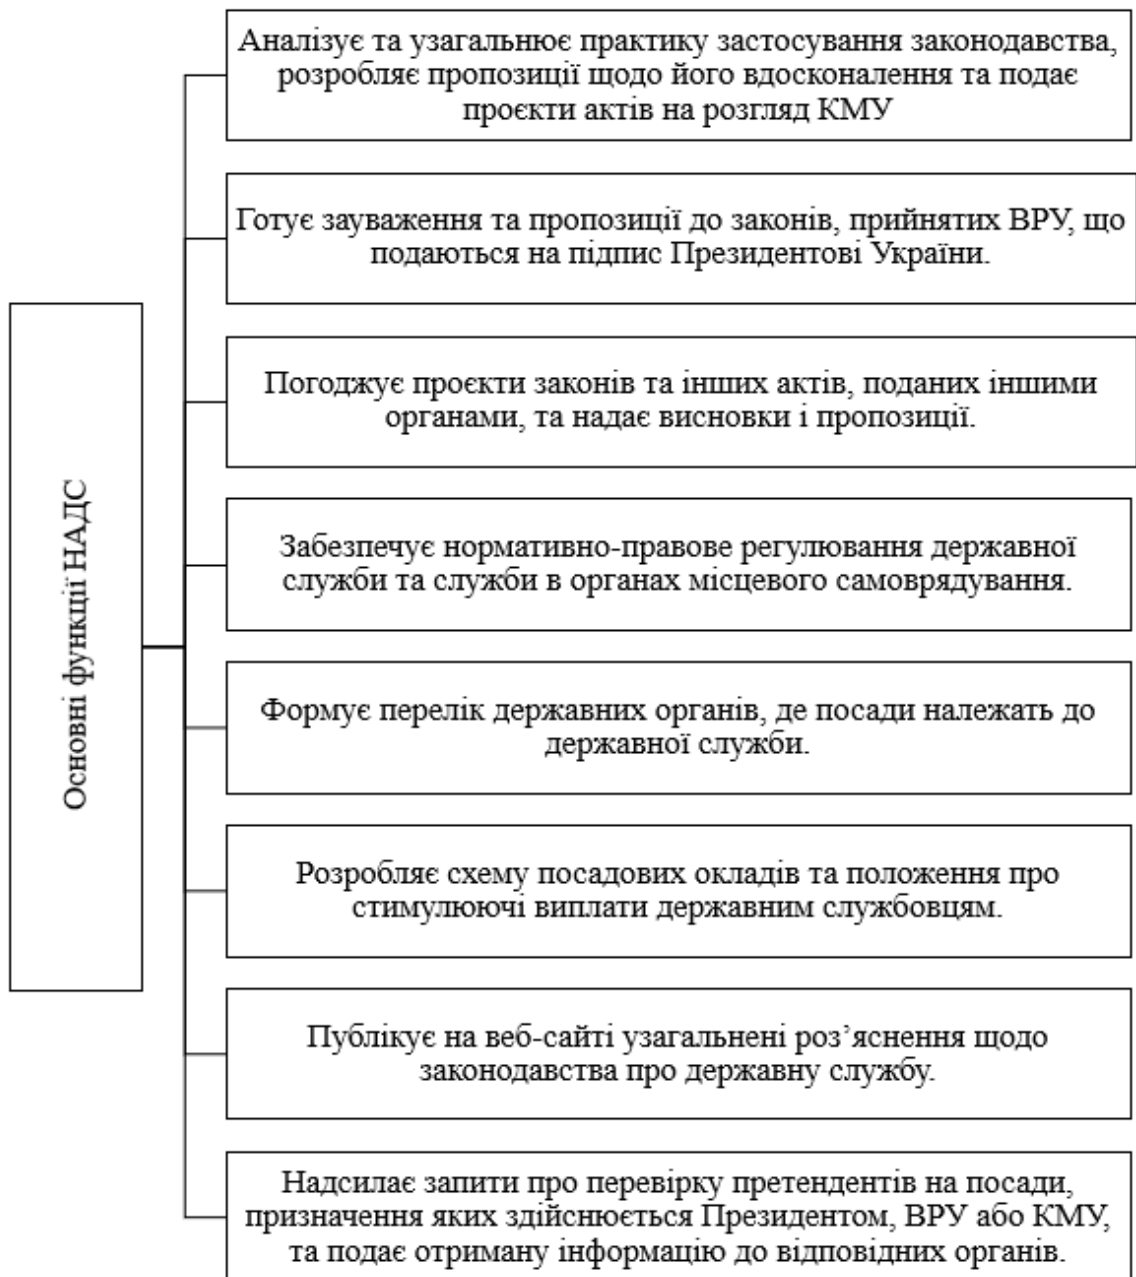 Основні функції НАДС
Аналізує та узагальнює практику застосування законодавства,
розробляє пропозиції щодо його вдосконалення та подає
проєкти актів на розгляд КМУ
Готує зауваження та пропозиції до законів, прийнятих ВРУ, що
подаються на підпис Президентові України.
Погоджує проєкти законів та інших актів, поданих іншими
органами, та надає висновки і пропозиції.
Забезпечує нормативно-правове регулювання державної
служби та служби в органах місцевого самоврядування.
Формує перелік державних органів, де посади належать до
державної служби.
Розробляє схему посадових окладів та положення про
стимулюючі виплати державним службовцям.
Публікує на веб-сайті узагальнені роз’яснення щодо
законодавства про державну службу.
Надсилає запити про перевірку претендентів на посади,
призначення яких здійснюється Президентом, ВРУ або КМУ,
та подає отриману інформацію до відповідних органів.